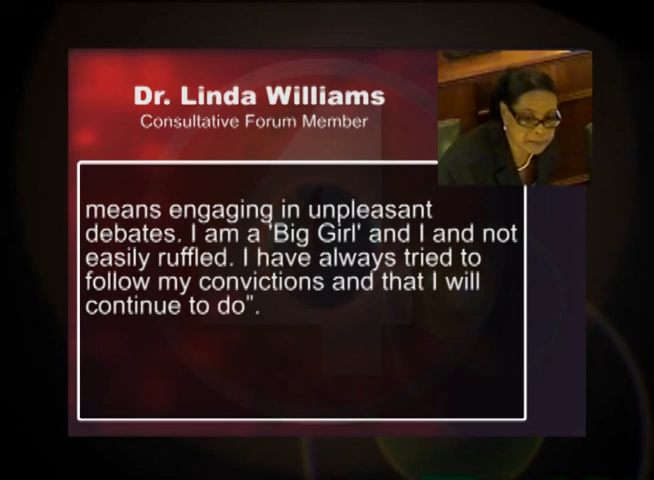 Dr. Linda Williams
Consultative Forum Member
means engaging in unpleasant
debates. I am a 'Big Girl' and I and not
easily ruffled. I have always tried to
follow my convictions and that I will
continue to do".